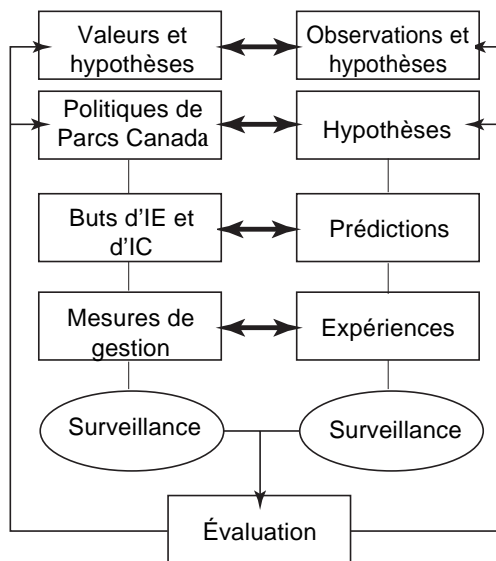 Valeurs et
hypothèses
Observations et
hypothèses
Politiques de
Parcs Canada
Hypothèses
Buts d'IE et
d'IC
Prédictions
Mesures de
gestion
Expériences
Surveillance
Surveillance
Évaluation